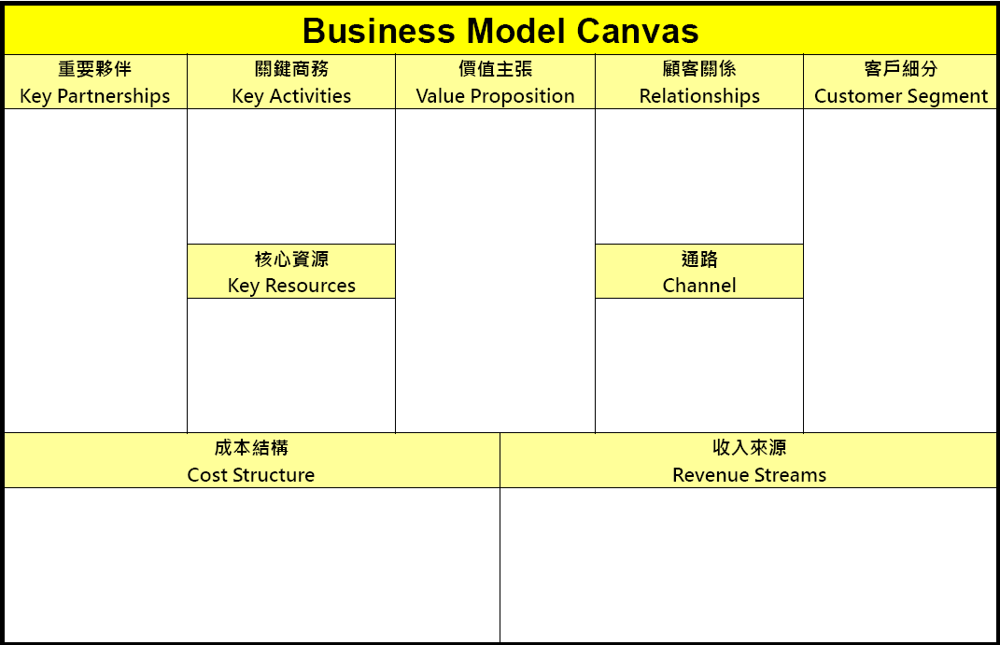 Business Model Canvas
重要夥伴
Key Partnerships
關鍵商務
Key Activities
價值主張
Value Proposition
顧客關係
Relationships
客戶細分
Customer Segment
核心資源
Key Resources
通路
Channel
成本結構
Cost Structure
收入來源
Revenue Streams